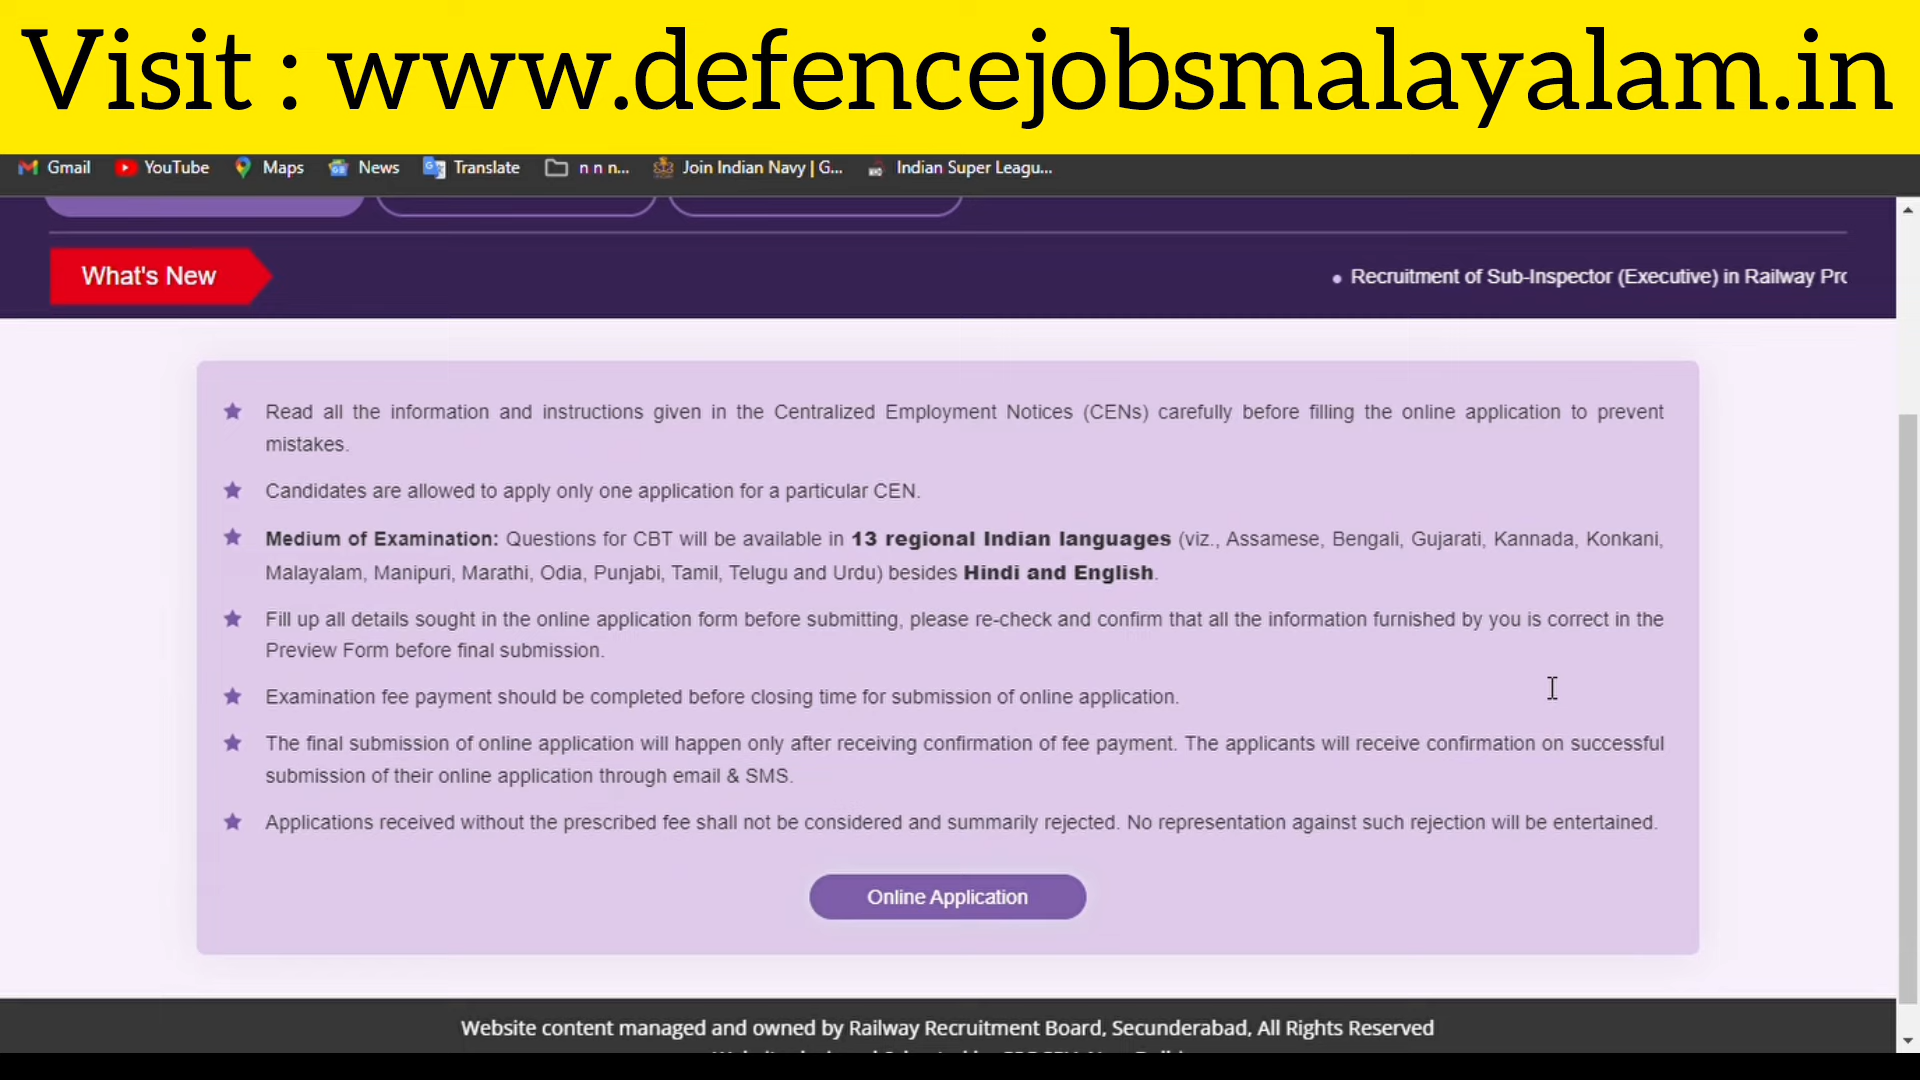 Visit : www.defencejobsmalayalam.in
Gmail YouTube Maps News Translate n n n... Join Indian Navy | G... Indian Super Leagu...
What's New
• Recruitment of Sub-Inspector (Executive) in Railway Pro
Read all the information and instructions given in the Centralized Employment Notices (CENs) carefully before filling the online application to prevent
mistakes.
Candidates are allowed to apply only one application for a particular CEN.
Medium of Examination: Questions for CBT will be available in 13 regional Indian languages (viz., Assamese, Bengali, Gujarati, Kannada, Konkani,
Malayalam, Manipuri, Marathi, Odia, Punjabi, Tamil, Telugu and Urdu) besides Hindi and English.
Fill up all details sought in the online application form before submitting, please re-check and confirm that all the information furnished by you is correct in the
Preview Form before final submission.
Examination fee payment should be completed before closing time for submission of online application.
The final submission of online application will happen only after receiving confirmation of fee payment. The applicants will receive confirmation on successful
submission of their online application through email & SMS.
Applications received without the prescribed fee shall not be considered and summarily rejected. No representation against such rejection will be entertained.
Online Application
Website content managed and owned by Railway Recruitment Board, Secunderabad, All Rights Reserved